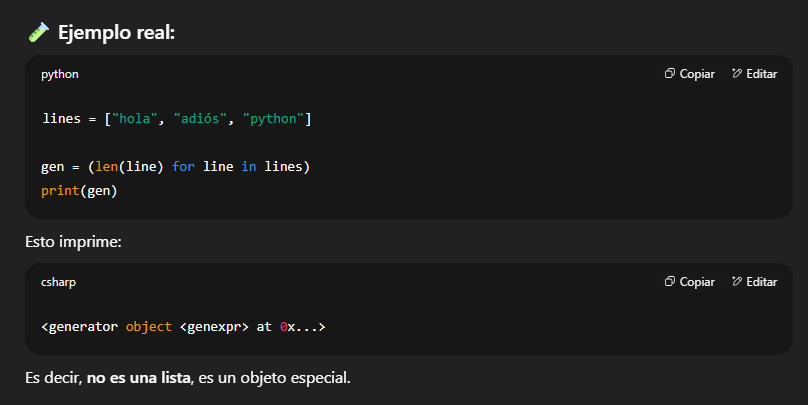 Ejemplo real:
python
Copiar
Editar
lines = ["hola", "adiós", "python"]
gen = (len(line) for line in lines)
print(gen)
Esto imprime:
csharp
Copiar
Editar
<generator object <genexpr> at 0x...>
Es decir, no es una lista, es un objeto especial.